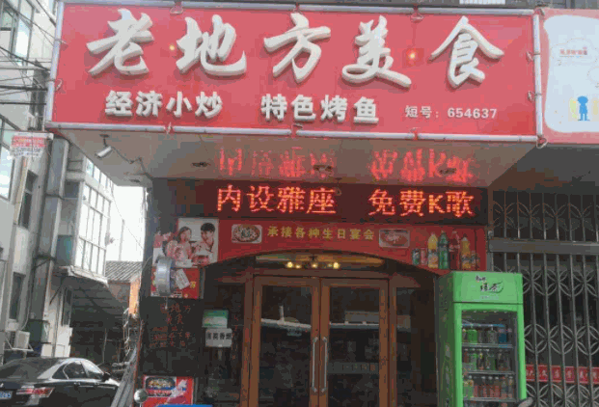 老地方美食
经济小炒 特色烤鱼 短号：654637
内设雅座 免费K歌
承接各种生日宴会